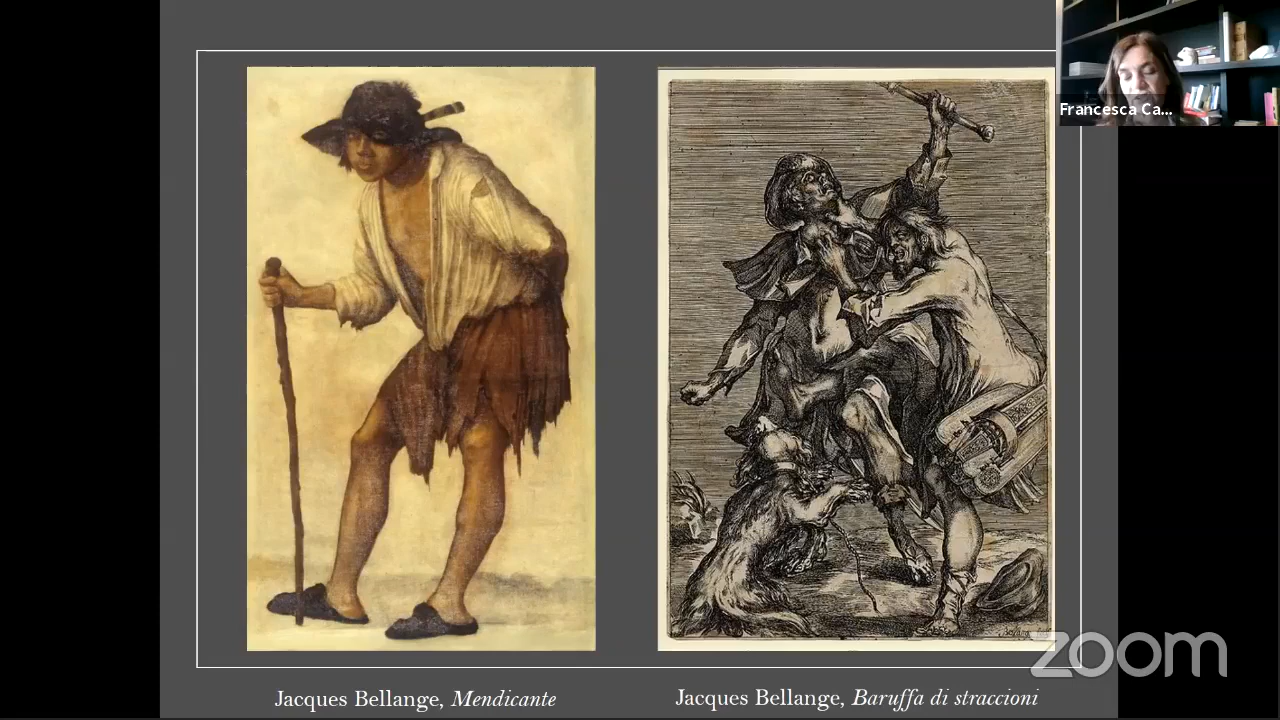 Francesca Ca...
Jacques Bellange, Mendicante
Jacques Bellange, Baruffa di straccioni
zoom